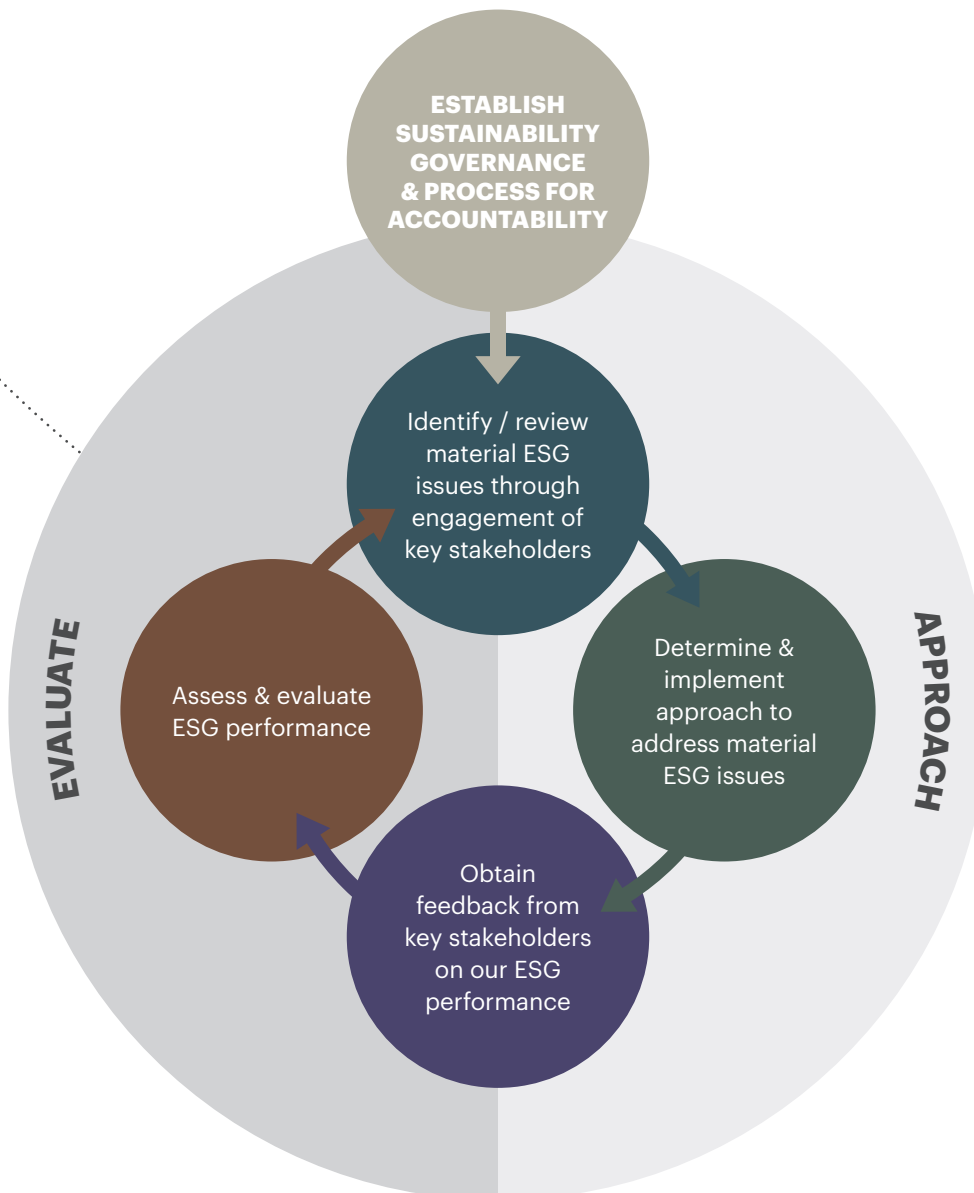 ESTABLISH
SUSTAINABILITY
GOVERNANCE
& PROCESS FOR
ACCOUNTABILITY
Identify / review
material ESG
issues through
engagement of
key stakeholders
EVALUATE
Assess & evaluate
ESG performance
Determine &
implement
approach to
address material
ESG issues
APPROACH
Obtain
feedback from
key stakeholders
on our ESG
performance